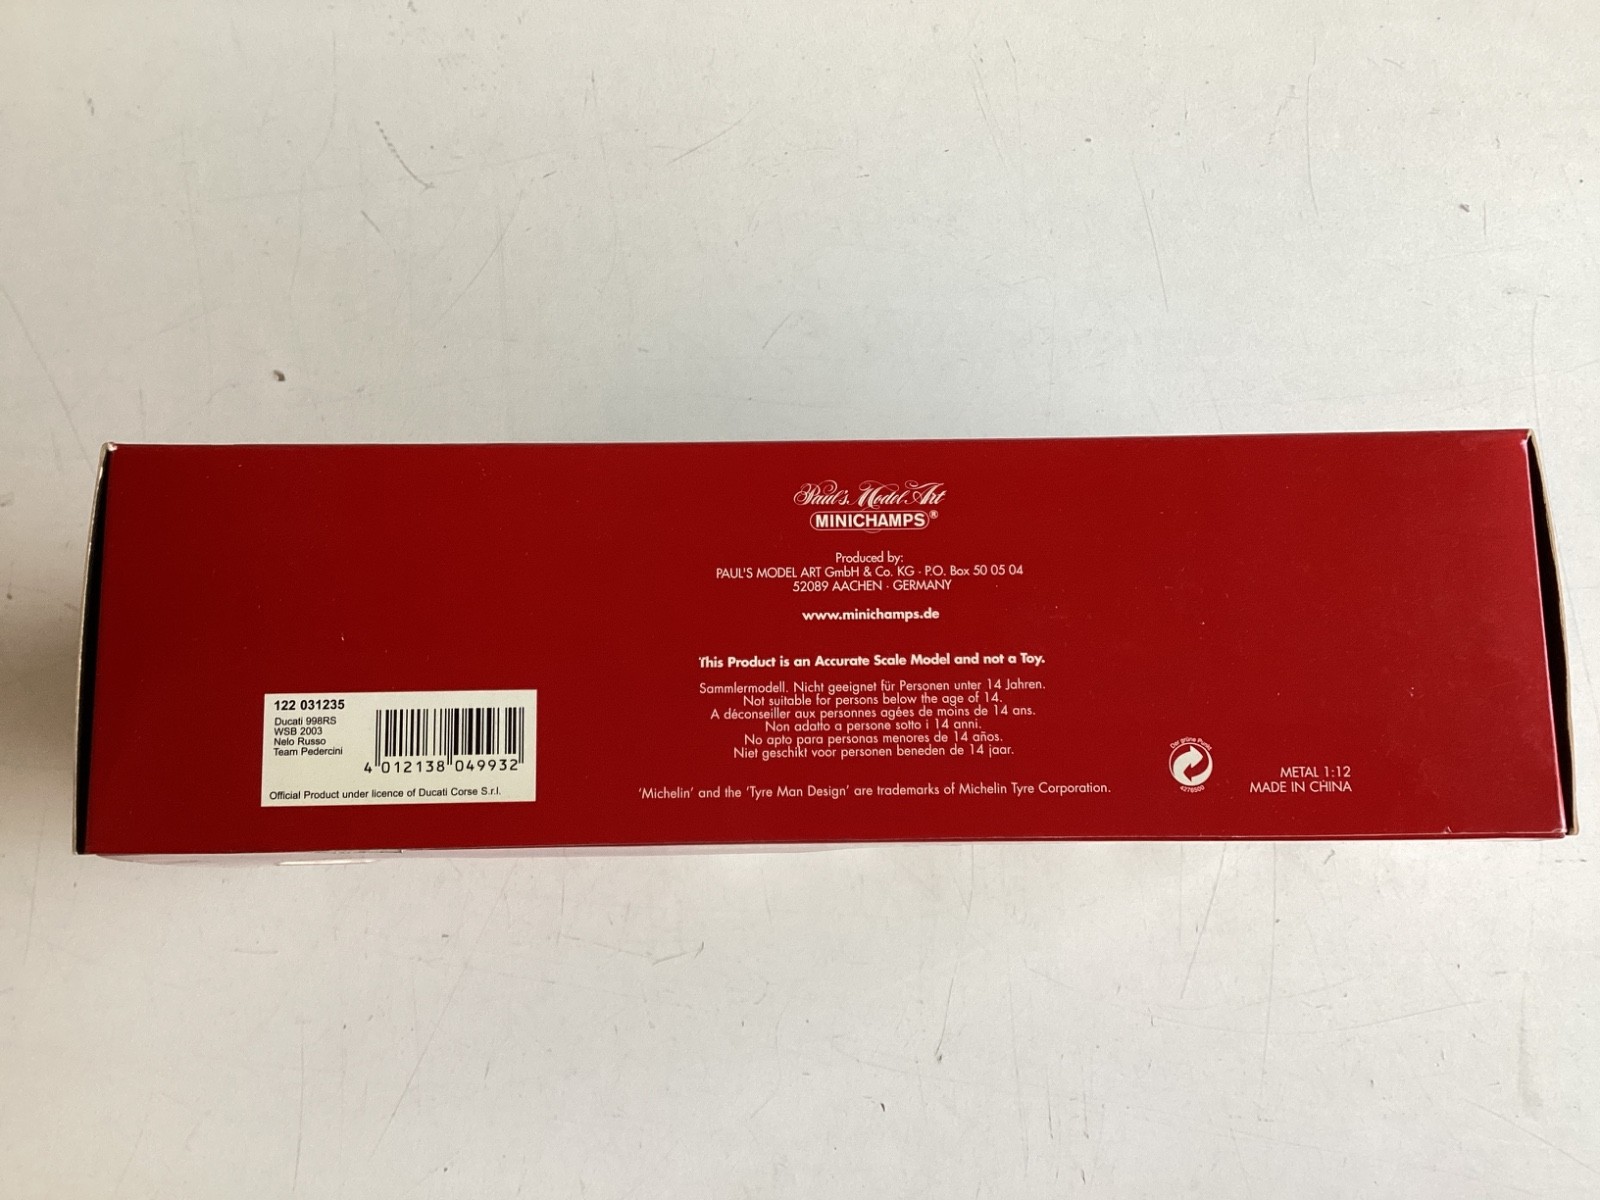 Paul's Model Art
MINICHAMPS®
Produced by:
PAUL'S MODEL ART GmbH & Co. KG · P.O. Box 50 05 04
52089 AACHEN · GERMANY
www.minichamps.de
This Product is an Accurate Scale Model and not a Toy.
Sammlermodell. Nicht geeignet für Personen unter 14 Jahren.
Not suitable for persons below the age of 14.
A déconseiller aux personnes agées de moins de 14 ans.
Non adatto a persone sotto i 14 anni.
No apto para personas menores de 14 años.
Niet geschikt voor personen beneden de 14 jaar.
'Michelin' and the 'Tyre Man Design' are trademarks of Michelin Tyre Corporation.
122 031235
Ducati 998RS
WSB 2003
Nelo Russo
Team Pedercini
4 012138 049932
Official Product under licence of Ducati Corse S.r.l.
Der grüne Punkt
4278500
METAL 1:12
MADE IN CHINA